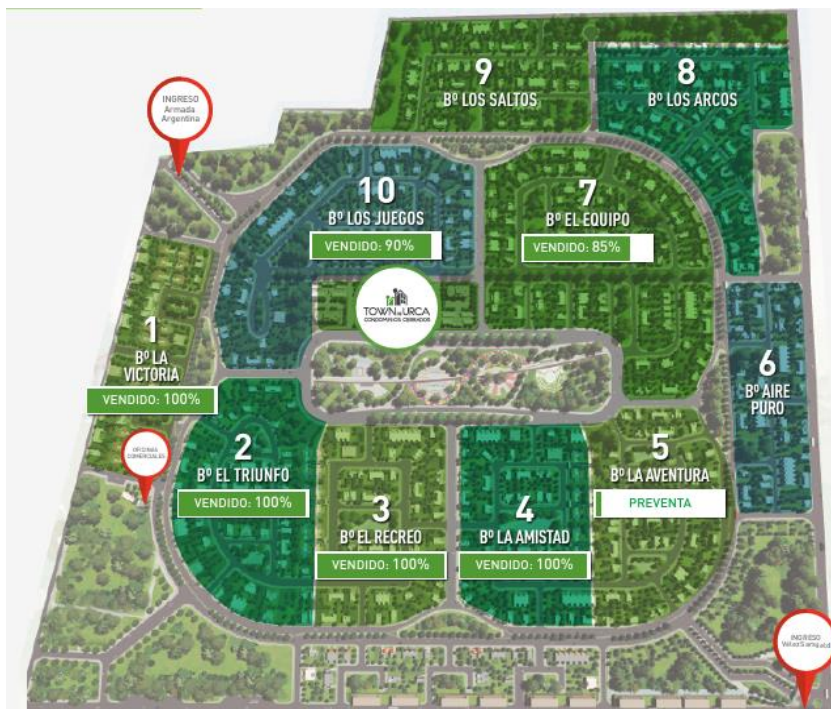 9
Bº LOS SALTOS
8
Bº LOS ARCOS
INGRESO
Armada
Argentina
10
Bº LOS JUEGOS
VENDIDO: 90%
7
Bº EL EQUIPO
VENDIDO: 85%
TOWN DE URCA
CONDOMINIOS CERRADOS
1
Bº LA
VICTORIA
VENDIDO: 100%
6
Bº AIRE
PURO
OFICINAS
COMERCIALES
2
Bº EL TRIUNFO
VENDIDO: 100%
5
Bº LA AVENTURA
PREVENTA
3
Bº EL RECREO
VENDIDO: 100%
4
Bº LA AMISTAD
VENDIDO: 100%
INGRESO